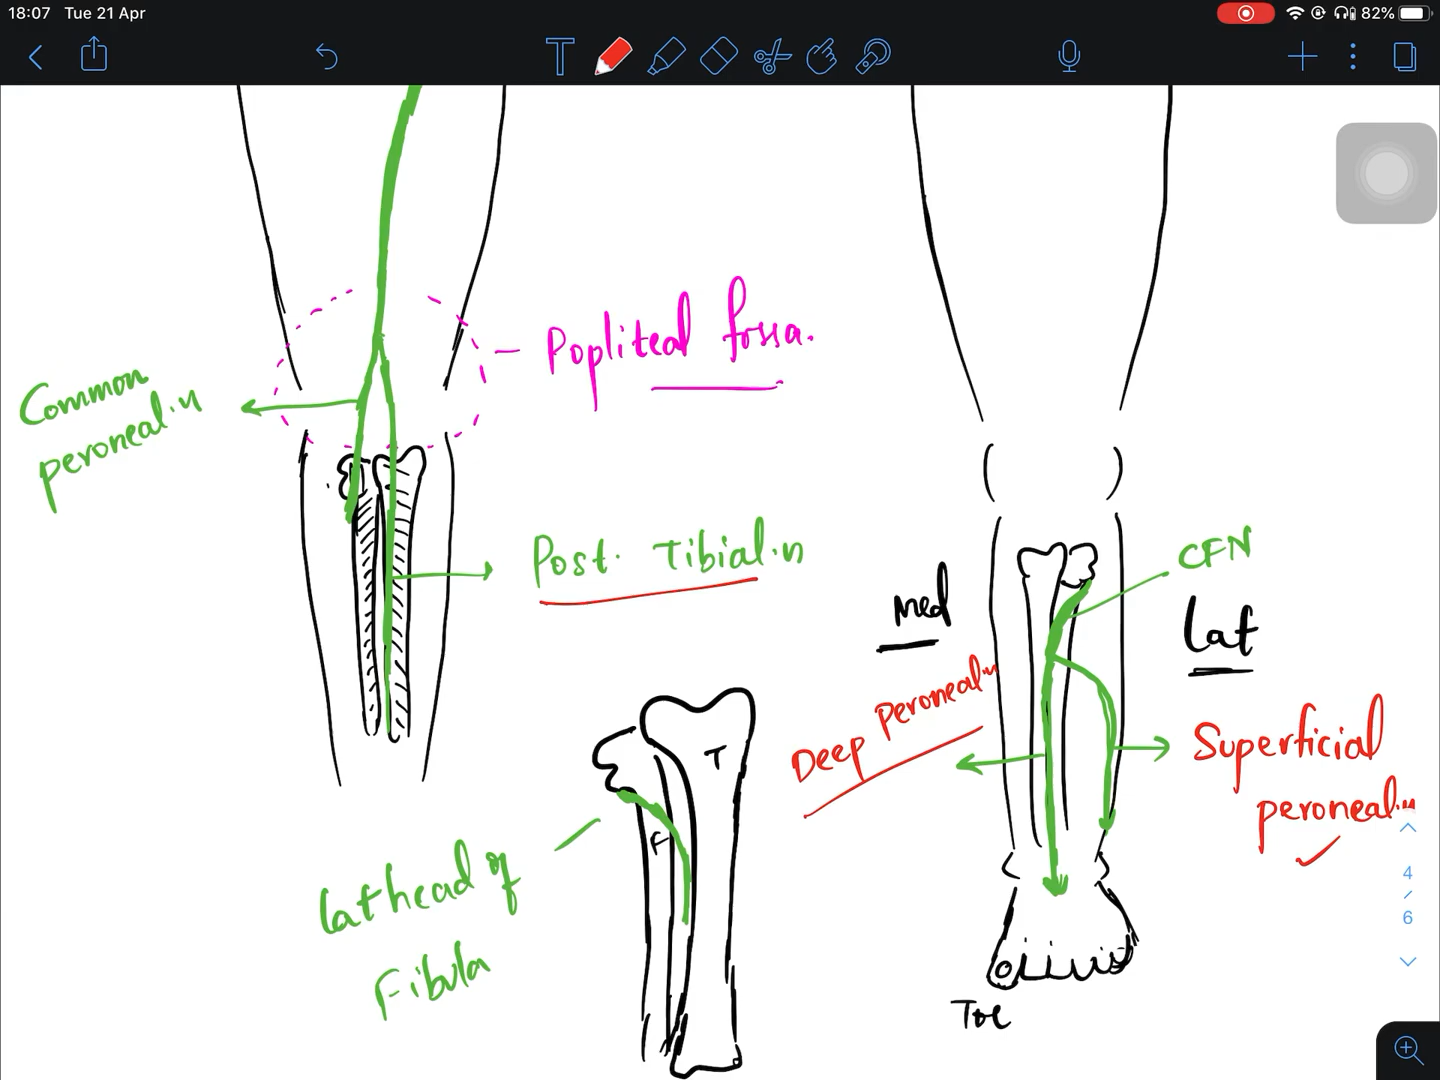 18:07 Tue 21 Apr
82%
Popliteal fossa.
Common
peroneal.n
Post. Tibial.n
CFN
Med
Lat
Deep Peroneal.n
Superficial
peroneal.n
T
F
Lat head of
Fibula
Toe
4
/
6